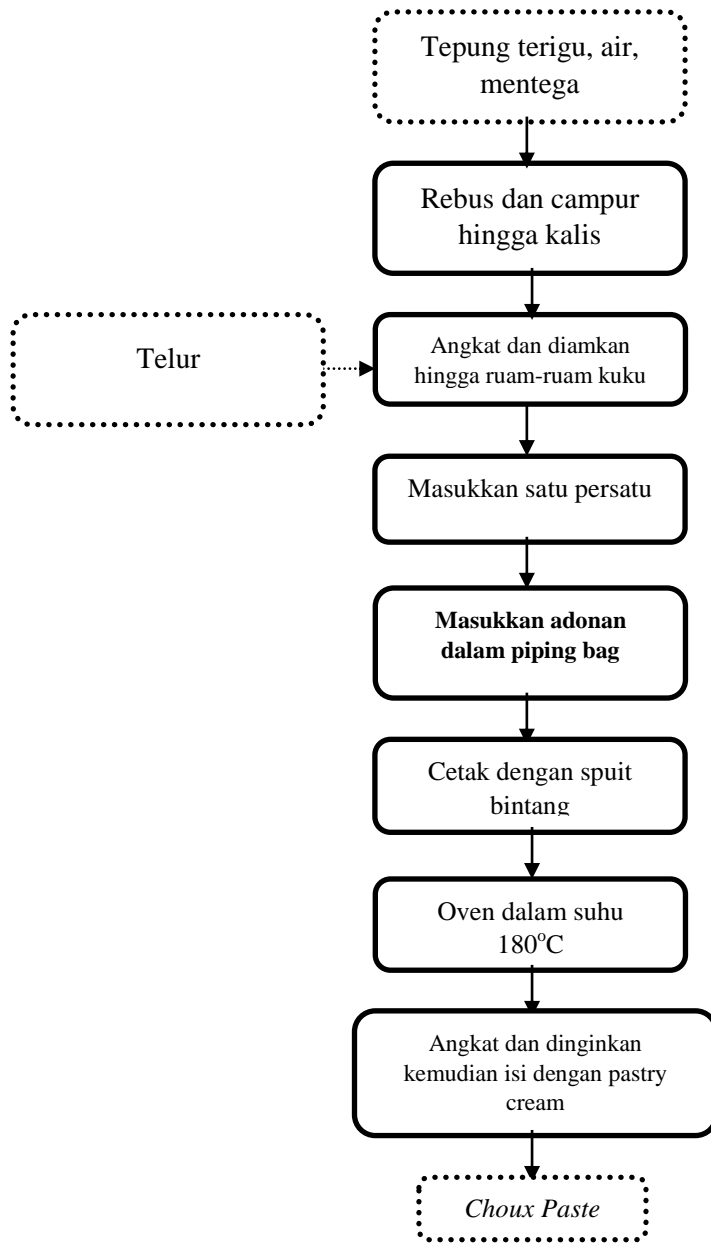 Tepung terigu, air,
mentega
Rebus dan campur
hingga kalis
Telur
Angkat dan diamkan
hingga ruam-ruam kuku
Masukkan satu persatu
Masukkan adonan
dalam piping bag
Cetak dengan spuit
bintang
Oven dalam suhu
180°C
Angkat dan dinginkan
kemudian isi dengan pastry
cream
Choux Paste